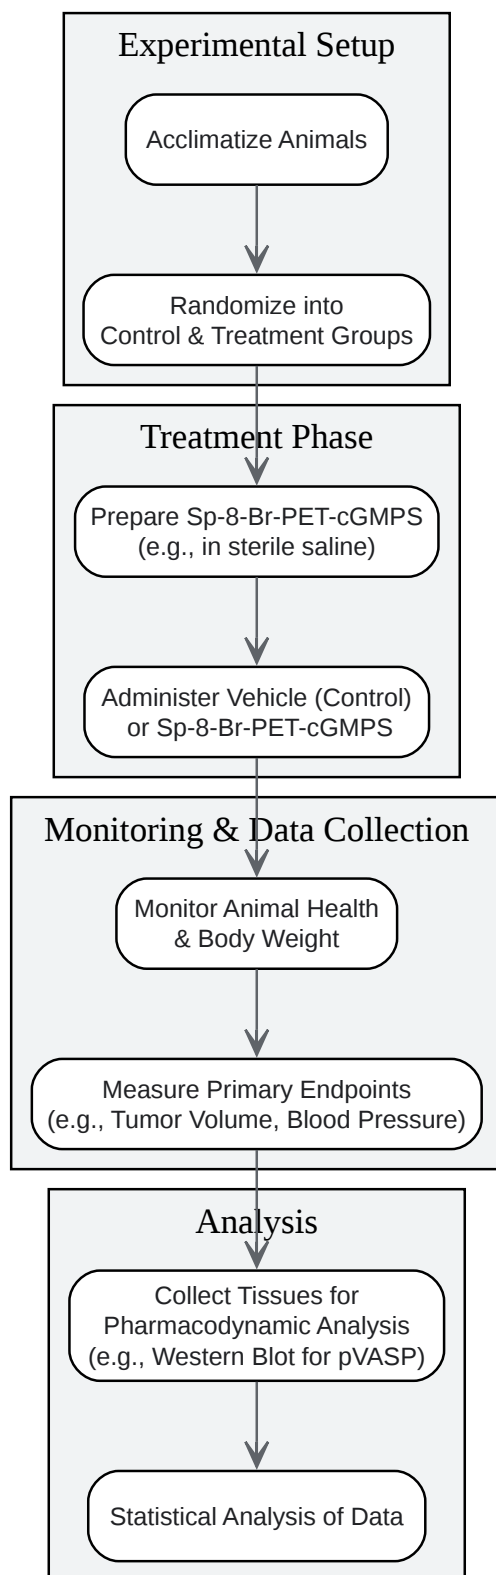 Experimental Setup
Acclimatize Animals
Randomize into
Control & Treatment Groups
Treatment Phase
Prepare Sp-8-Br-PET-cGMPS
(e.g., in sterile saline)
Administer Vehicle (Control)
or Sp-8-Br-PET-cGMPS
Monitoring & Data Collection
Monitor Animal Health
& Body Weight
Measure Primary Endpoints
(e.g., Tumor Volume, Blood Pressure)
Analysis
Collect Tissues for
Pharmacodynamic Analysis
(e.g., Western Blot for pVASP)
Statistical Analysis of Data